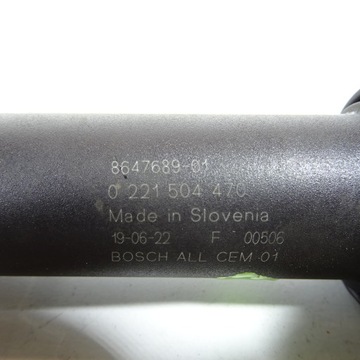 8647689-01
0 221 504 470
Made in Slovenia
19-06-22 F 00506
BOSCH ALL CEM 01